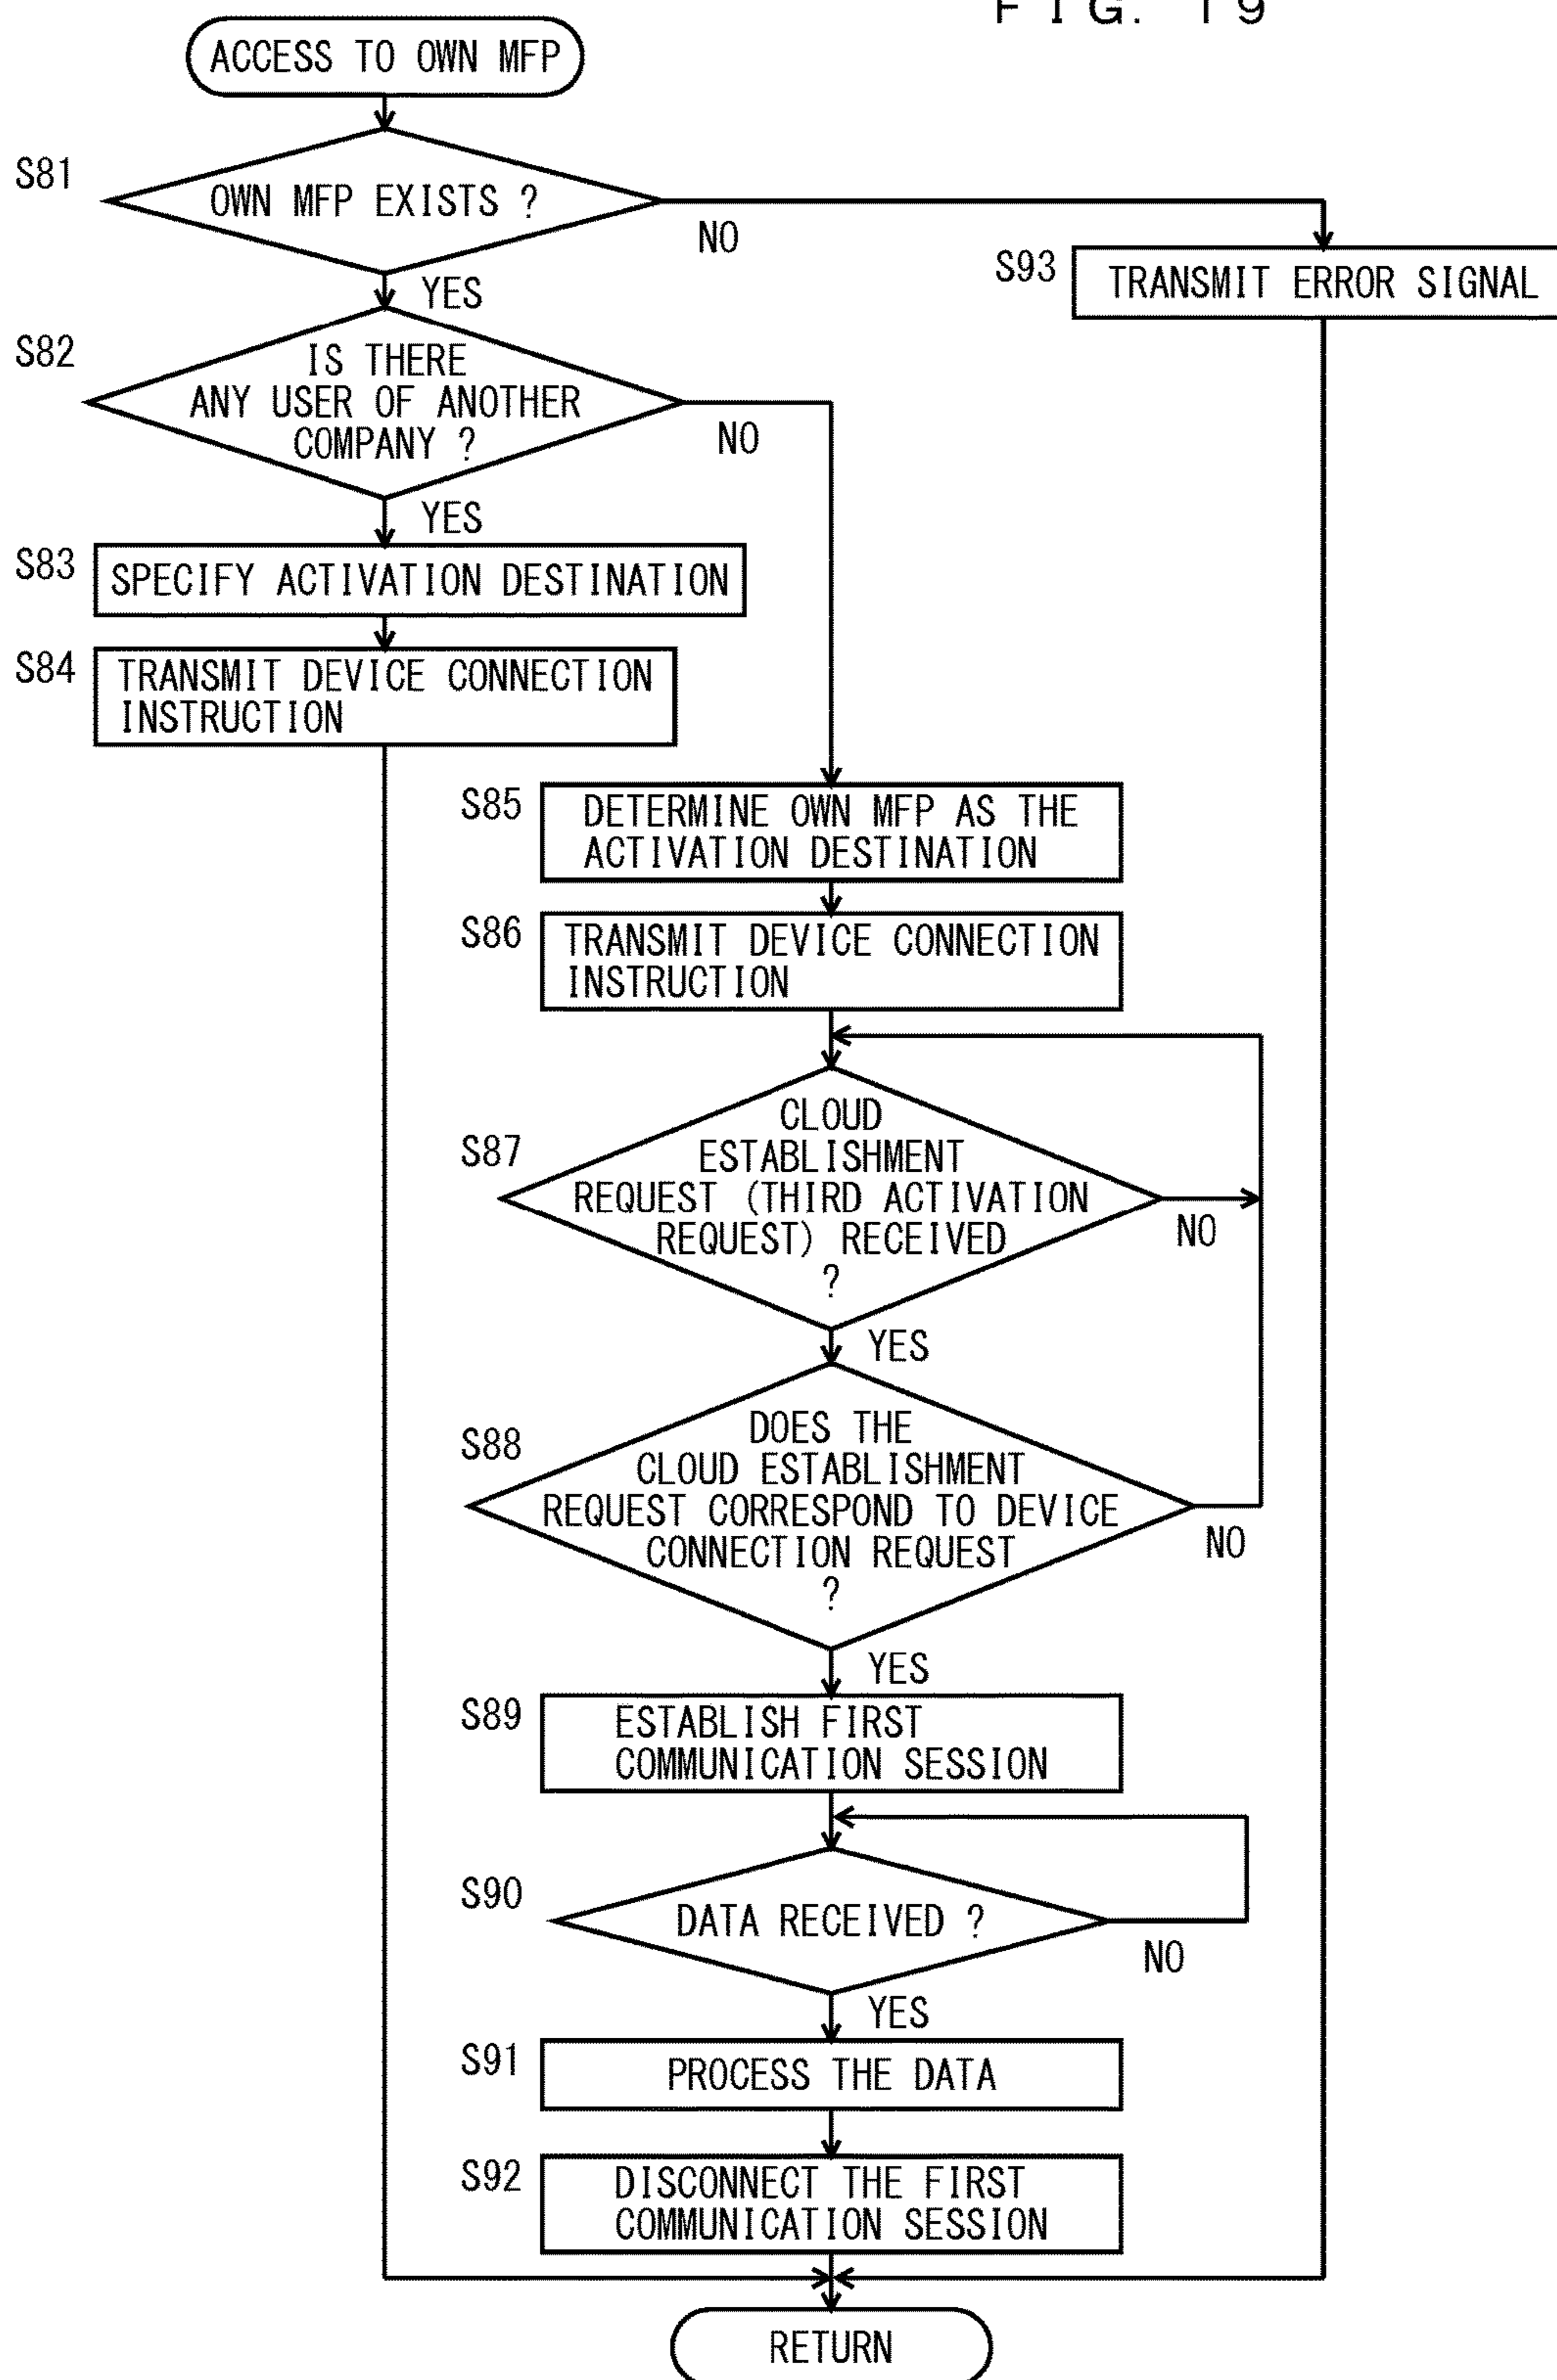 FIG. 19
ACCESS TO OWN MFP
S81
OWN MFP EXISTS ?
NO
YES
S93
TRANSMIT ERROR SIGNAL
S82
IS THERE
ANY USER OF ANOTHER
COMPANY ?
NO
YES
S83
SPECIFY ACTIVATION DESTINATION
S84
TRANSMIT DEVICE CONNECTION
INSTRUCTION
S85
DETERMINE OWN MFP AS THE
ACTIVATION DESTINATION
S86
TRANSMIT DEVICE CONNECTION
INSTRUCTION
S87
CLOUD
ESTABLISHMENT
REQUEST (THIRD ACTIVATION
REQUEST) RECEIVED
?
NO
YES
S88
DOES THE
CLOUD ESTABLISHMENT
REQUEST CORRESPOND TO DEVICE
CONNECTION REQUEST
?
NO
YES
S89
ESTABLISH FIRST
COMMUNICATION SESSION
S90
DATA RECEIVED ?
NO
YES
S91
PROCESS THE DATA
S92
DISCONNECT THE FIRST
COMMUNICATION SESSION
RETURN